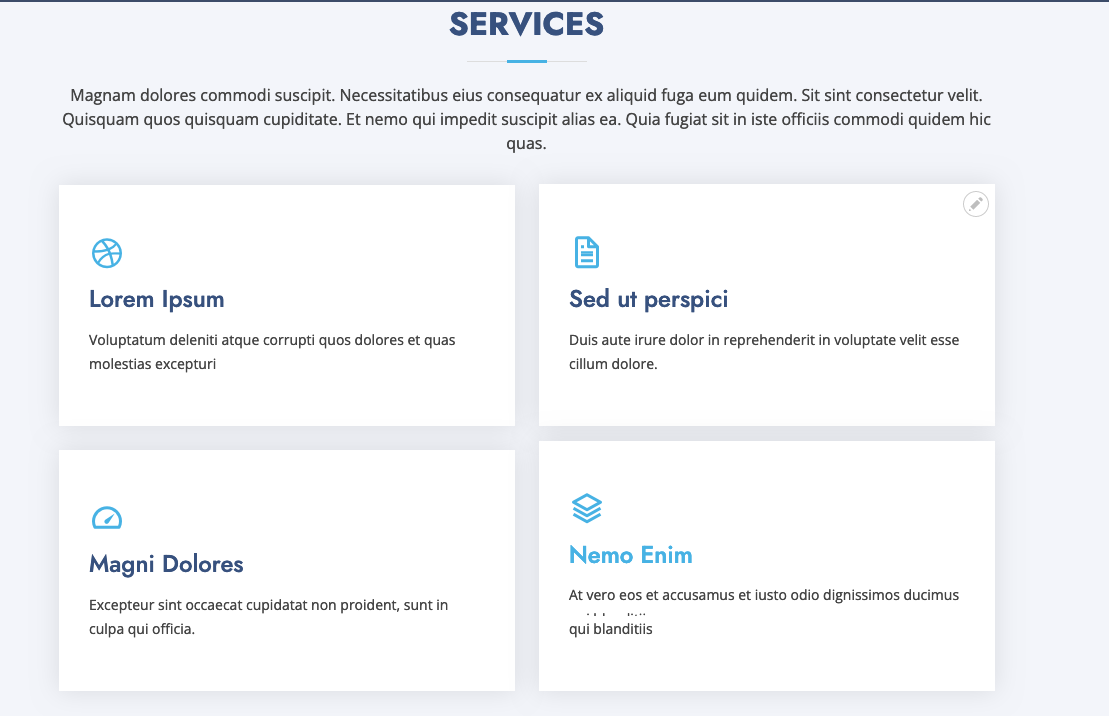 SERVICES
Magnam dolores commodi suscipit. Necessitatibus eius consequatur ex aliquid fuga eum quidem. Sit sint consectetur velit.
Quisquam quos quisquam cupiditate. Et nemo qui impedit suscipit alias ea. Quia fugiat sit in iste officiis commodi quidem hic
quas.
Lorem Ipsum
Voluptatum deleniti atque corrupti quos dolores et quas
molestias excepturi
Sed ut perspici
Duis aute irure dolor in reprehenderit in voluptate velit esse
cillum dolore.
Magni Dolores
Excepteur sint occaecat cupidatat non proident, sunt in
culpa qui officia.
Nemo Enim
At vero eos et accusamus et iusto odio dignissimos ducimus
qui blanditiis